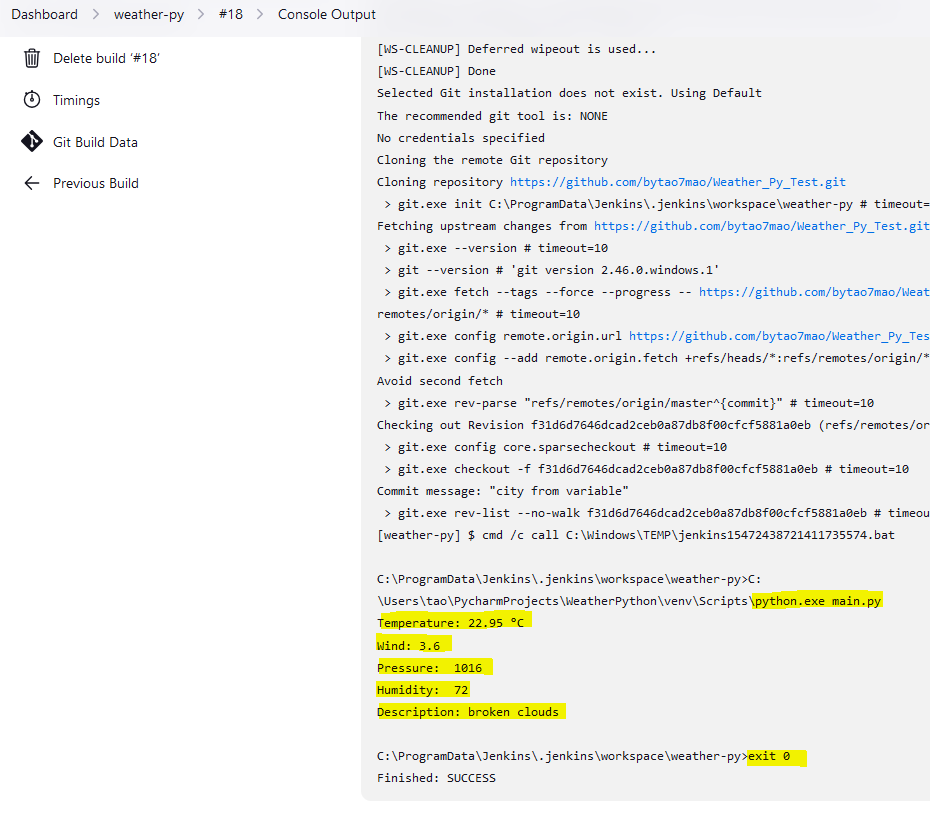 Dashboard > weather-py > #18 > Console Output
Delete build ‘#18’
Timings
Git Build Data
Previous Build
[WS-CLEANUP] Deferred wipeout is used...
[WS-CLEANUP] Done
Selected Git installation does not exist. Using Default
The recommended git tool is: NONE
No credentials specified
Cloning the remote Git repository
Cloning repository https://github.com/bytao7mao/Weather_Py_Test.git
> git.exe init C:\ProgramData\Jenkins\.jenkins\workspace\weather-py # timeout=
Fetching upstream changes from https://github.com/bytao7mao/Weather_Py_Test.git
> git.exe --version # timeout=10
> git --version # 'git version 2.46.0.windows.1'
> git.exe fetch --tags --force --progress -- https://github.com/bytao7mao/Weat
remotes/origin/* # timeout=10
> git.exe config remote.origin.url https://github.com/bytao7mao/Weather_Py_Tes
> git.exe config --add remote.origin.fetch +refs/heads/*:refs/remotes/origin/*
Avoid second fetch
> git.exe rev-parse "refs/remotes/origin/master^{commit}" # timeout=10
Checking out Revision f31d6d7646dcad2ceb0a87db8f00cfcf5881a0eb (refs/remotes/or
> git.exe config core.sparsecheckout # timeout=10
> git.exe checkout -f f31d6d7646dcad2ceb0a87db8f00cfcf5881a0eb # timeout=10
Commit message: "city from variable"
> git.exe rev-list --no-walk f31d6d7646dcad2ceb0a87db8f00cfcf5881a0eb # timeou
[weather-py] $ cmd /c call C:\Windows\TEMP\jenkins15472438721411735574.bat
C:\ProgramData\Jenkins\.jenkins\workspace\weather-py>C:
\Users\tao\PycharmProjects\WeatherPython\venv\Scripts\python.exe main.py
Temperature: 22.95 ºC
Wind: 3.6
Pressure:  1016
Humidity:  72
Description: broken clouds
C:\ProgramData\Jenkins\.jenkins\workspace\weather-py>exit 0
Finished: SUCCESS